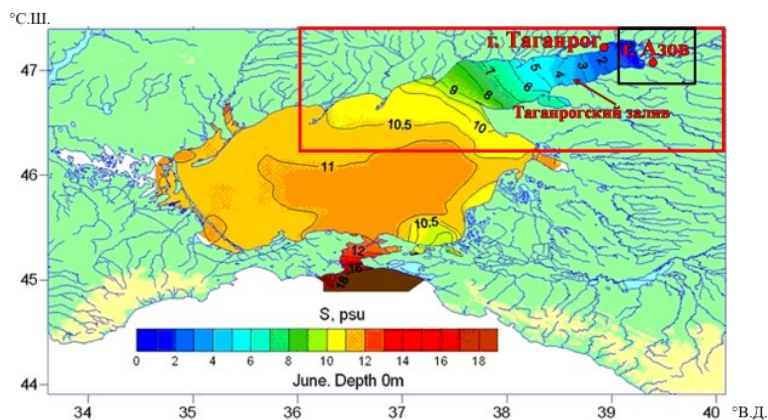 °С.Ш.
г. Таганрог
г. Азов
47
7
5
4
3
2
9
8
6
Таганрогский залив
10.5
10
46
11
10.5
12
16
18
45
S, psu
0 2 4 6 8 10 12 14 16 18
June. Depth 0m
44
34 35 36 37 38 39 40 °В.Д.